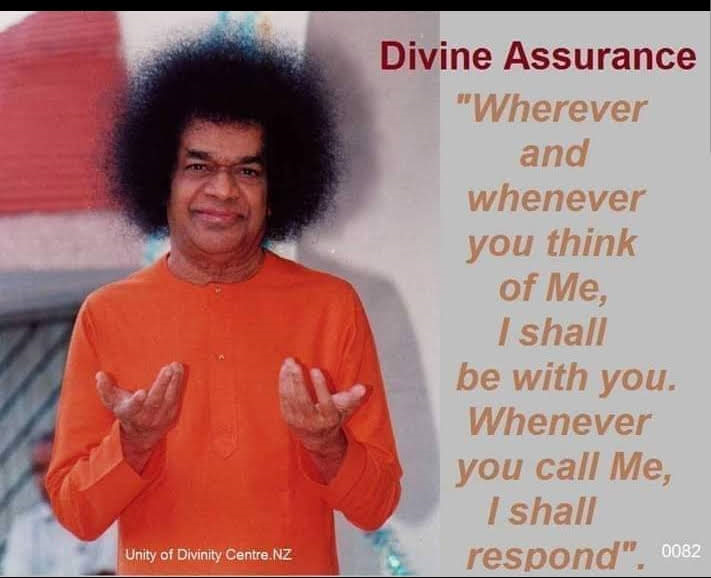 Divine Assurance
"Wherever
and
whenever
you think
of Me,
I shall
be with you.
Whenever
you call Me,
I shall
respond".
Unity of Divinity Centre.NZ
0082